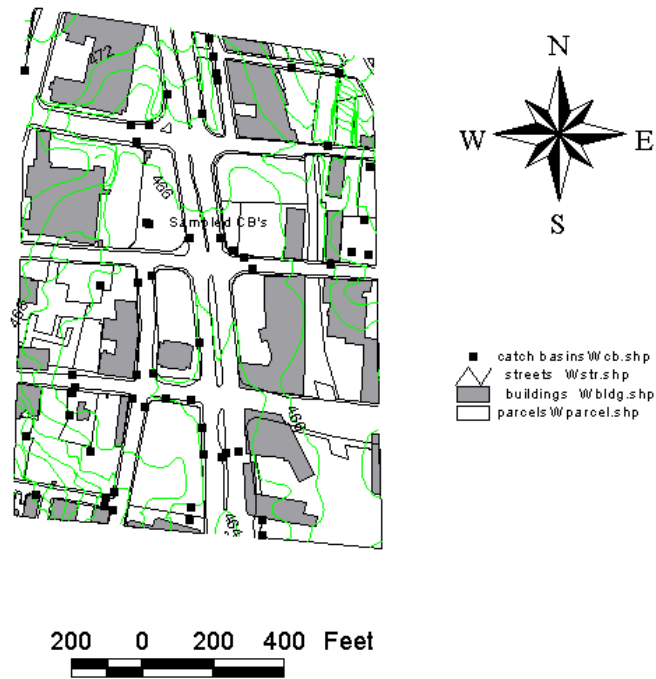 N
472
W E
S
466
Sampled CB's
468
catch basins Wcb.shp
streets Wstr.shp
buildings Wbldg.shp
parcels Wparcel.shp
466
464
200 0 200 400 Feet